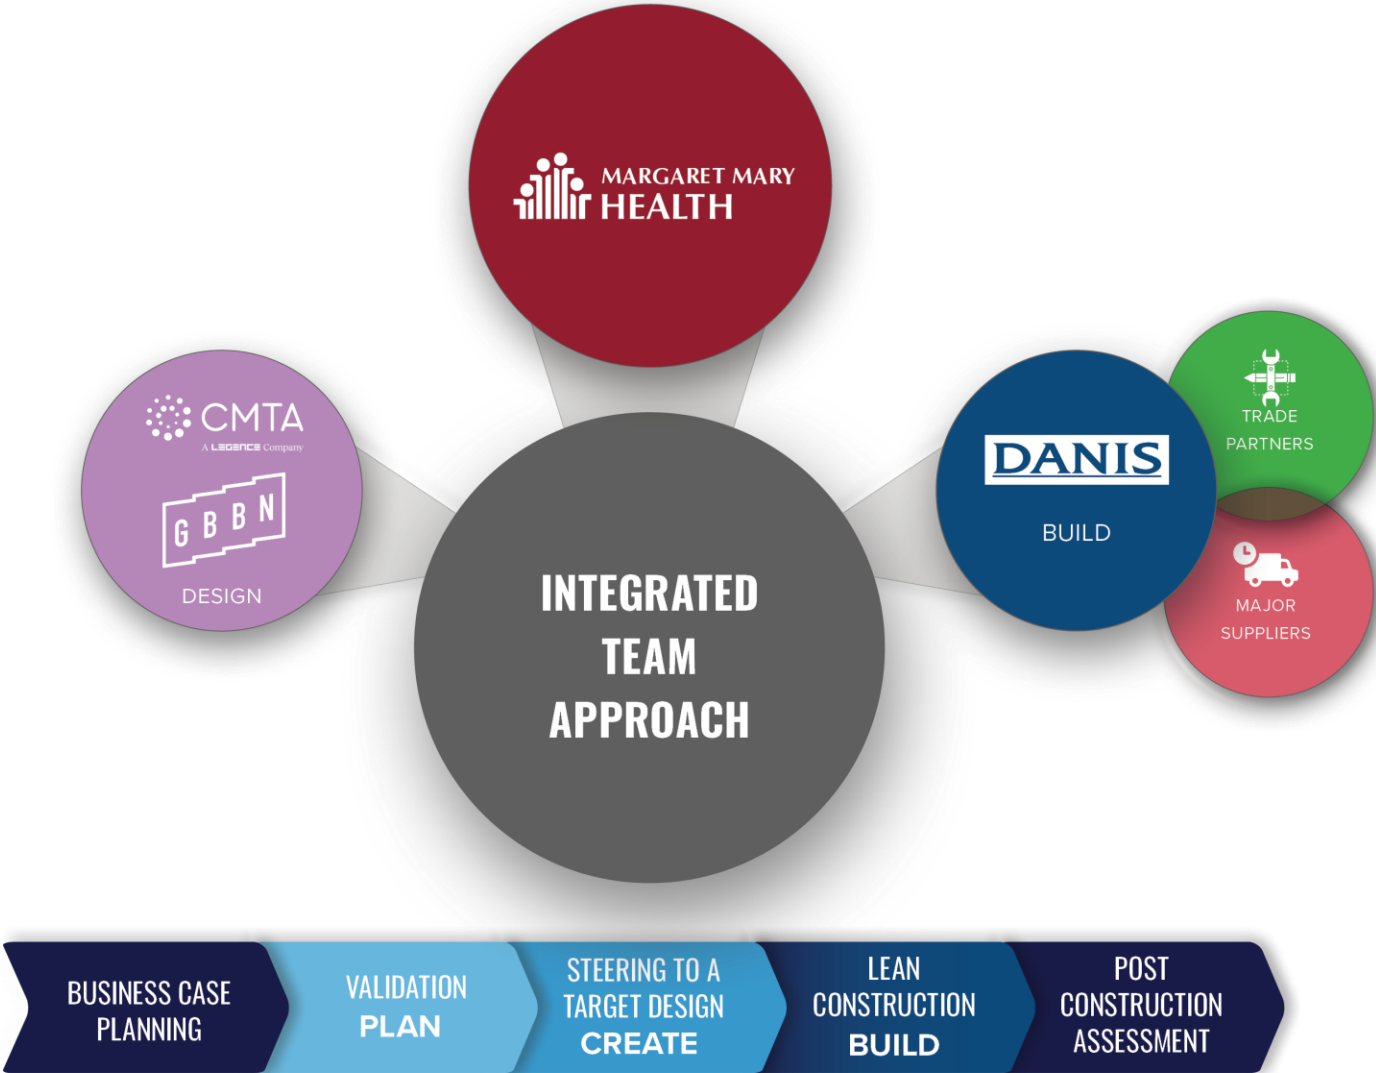 MARGARET MARY
HEALTH
CMTA
A LEGENCE Company
GBBN
DESIGN
INTEGRATED
TEAM
APPROACH
DANIS
BUILD
TRADE
PARTNERS
MAJOR
SUPPLIERS
BUSINESS CASE
PLANNING
VALIDATION
PLAN
STEERING TO A
TARGET DESIGN
CREATE
LEAN
CONSTRUCTION
BUILD
POST
CONSTRUCTION
ASSESSMENT